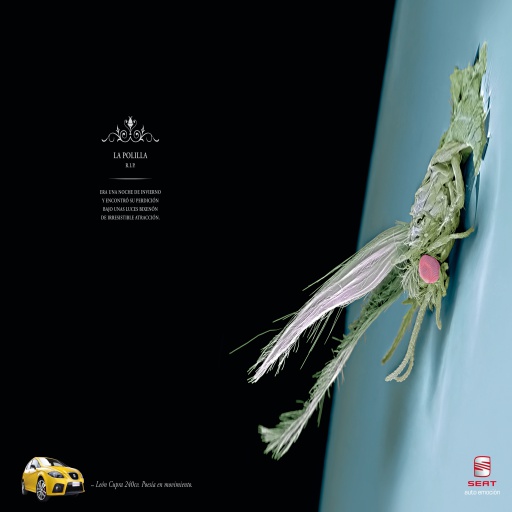 LA POLILLA
R.I.P.
ERA UNA NOCHE DE INVIERNO
Y ENCONTRÓ SU PERDICIÓN
BAJO UNAS LUCES BIXENÓN
DE IRRESISTIBLE ATRACCIÓN.
León Cupra 240cv. Poesía en movimiento.
SEAT
auto emoción